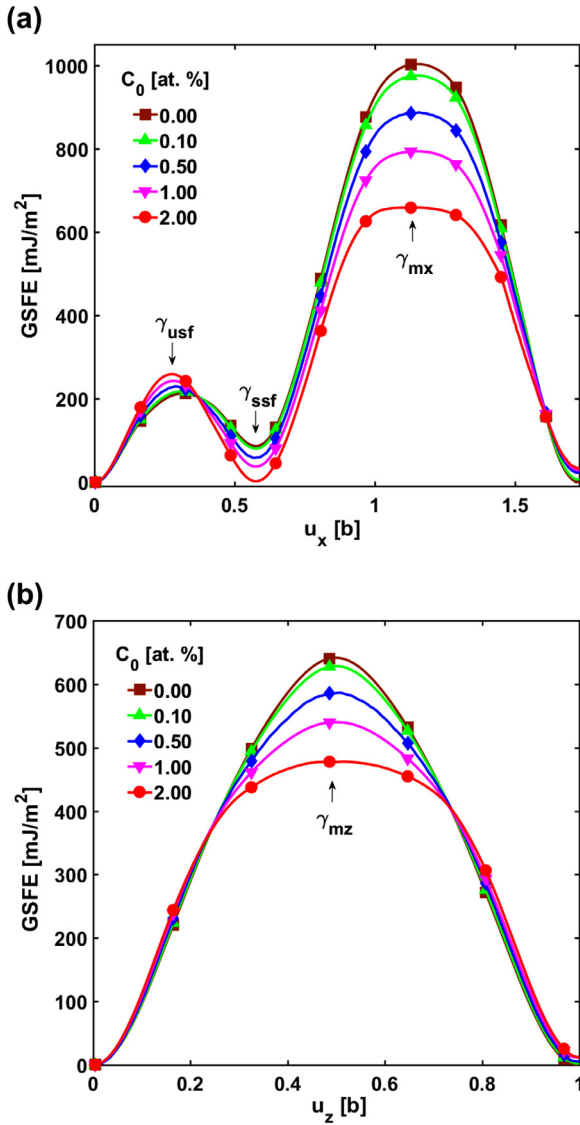 (a)
C0 [at. %]
0.00
0.10
0.50
1.00
2.00
GSFE [mJ/m²]
1000
800
600
400
200
0
γusf
γssf
γmx
0
0.5
1
1.5
ux [b]
(b)
C0 [at. %]
0.00
0.10
0.50
1.00
2.00
GSFE [mJ/m²]
700
600
500
400
300
200
100
0
γmz
0
0.2
0.4
0.6
0.8
1
uz [b]